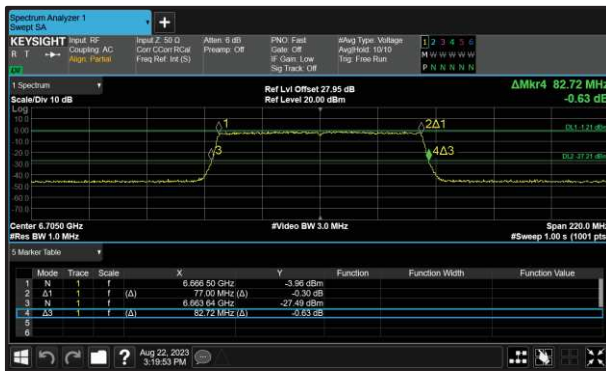 Spectrum Analyzer 1
Swept SA
KEYSIGHT Input: RF Input Z: 50 Ω Atten: 6 dB PNO: Fast #Avg Type: Voltage 1 2 3 4 5 6
R T Coupling: AC Corr CCorr RCal Preamp: Off Gate: Off Avg|Hold: 10/10 M W W W W W
Align: Partial Freq Ref: Int (S) IF Gain: Low Trig: Free Run P N N N N N
Sig Track: Off
1 Spectrum Ref Lvl Offset 27.95 dB ΔMkr4 82.72 MHz
Scale/Div 10 dB Ref Level 20.00 dBm -0.63 dB
Log
10.0
0.00
-10.0
-20.0
-30.0
-40.0
-50.0
-60.0
-70.0
1
2Δ1
DL1 -1.21 dBm
3
4Δ3
DL2 -27.21 dBm
Center 6.7050 GHz #Video BW 3.0 MHz Span 220.0 MHz
#Res BW 1.0 MHz #Sweep 1.00 s (1001 pts)
5 Marker Table
Mode Trace Scale X Y Function Function Width Function Value
1 N 1 f 6.666 50 GHz -3.96 dBm
2 Δ1 1 f (Δ) 77.00 MHz (Δ) -0.30 dB
3 N 1 f 6.663 64 GHz -27.49 dBm
4 Δ3 1 f (Δ) 82.72 MHz (Δ) -0.63 dB
5
6
? Aug 22, 2023
3:19:53 PM